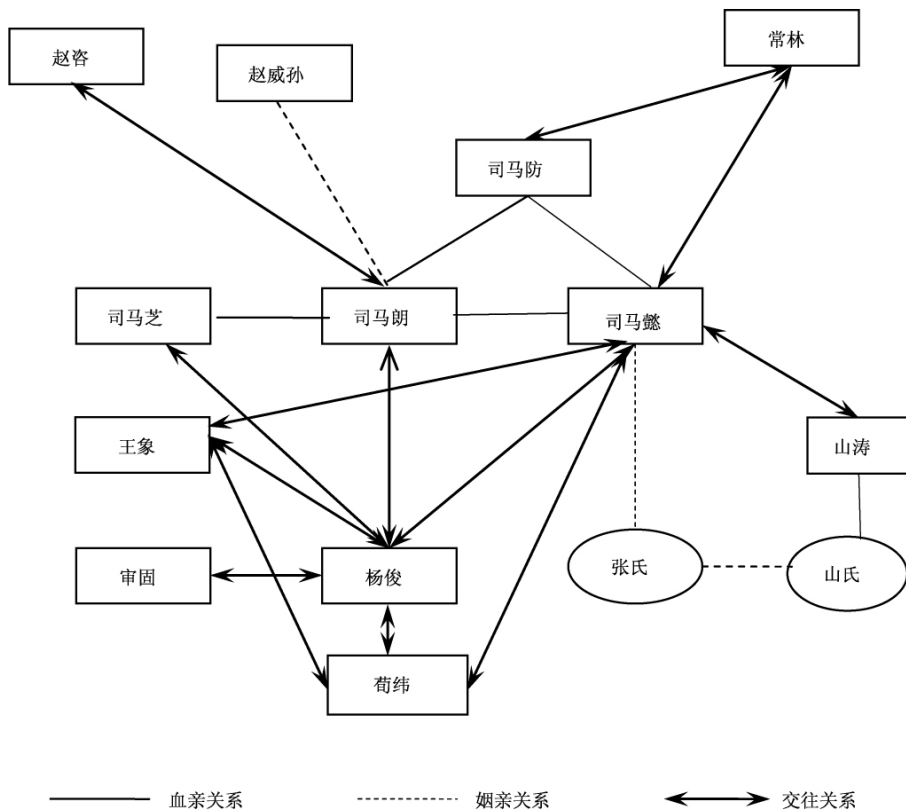 常林
赵咨
赵威孙
司马防
司马芝
司马朗
司马懿
王象
山涛
审固
杨俊
张氏
山氏
荀纬
血亲关系
姻亲关系
交往关系